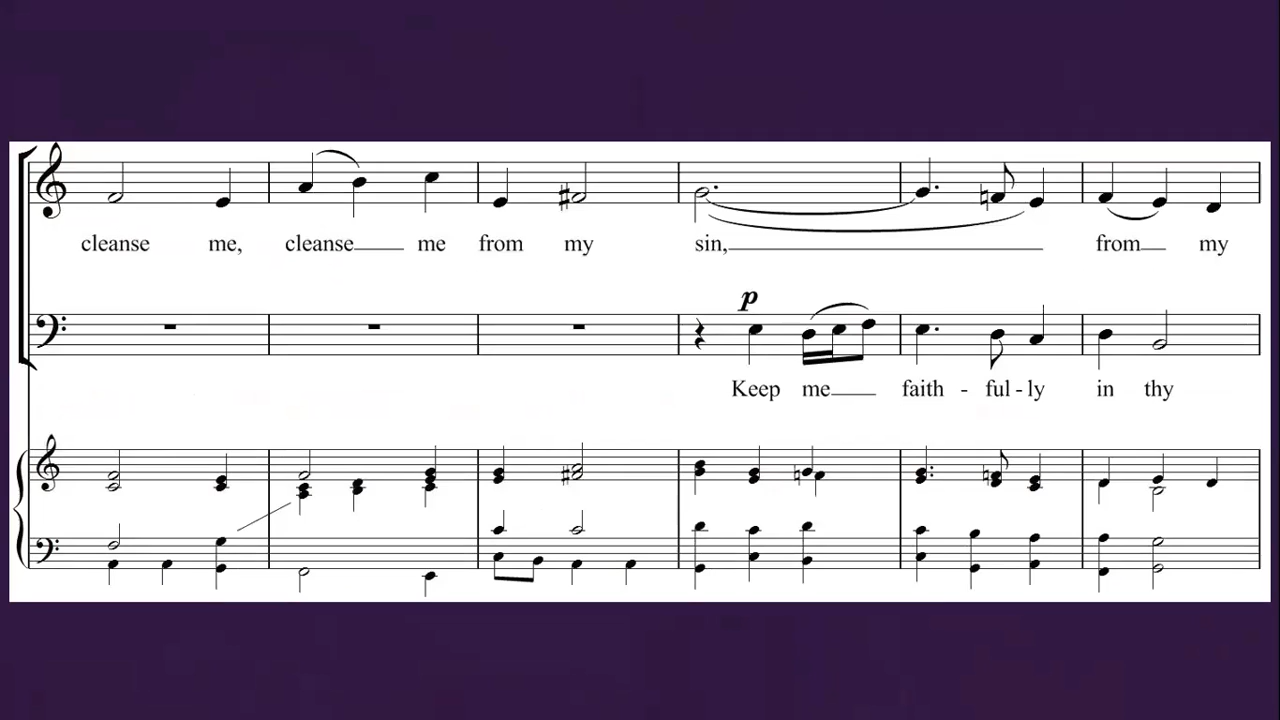 cleanse me, cleanse me from my sin, from my
p
Keep me faith - ful - ly in thy